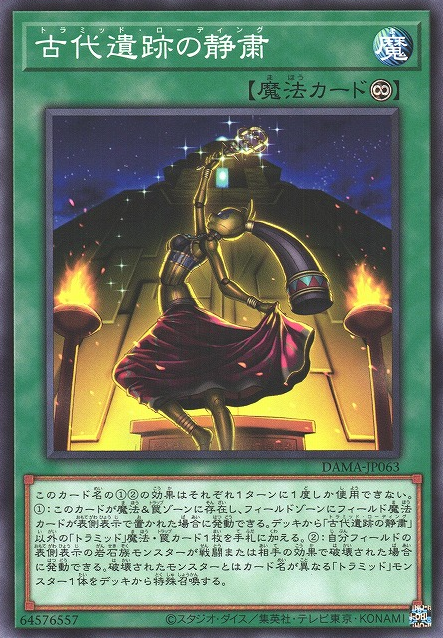 トラミッド ローディング
古代遺跡の静粛
魔
【魔法カード♾】
DAMA-JP063
このカード名の①②の効果はそれぞれ1ターンに1度しか使用できない。
①:このカードが魔法&罠ゾーンに存在し、フィールドゾーンにフィールド魔法
カードが表側表示で置かれた場合に発動できる。デッキから「古代遺跡の静粛」
以外の「トラミッド」魔法・罠カード1枚を手札に加える。②:自分フィールドの
表側表示の岩石族モンスターが戦闘または相手の効果で破壊された場合
に発動できる。破壊されたモンスターとはカード名が異なる「トラミッド」モン
スター1体をデッキから特殊召喚する。
64576557
©スタジオ・ダイス/集英社・テレビ東京・KONAMI